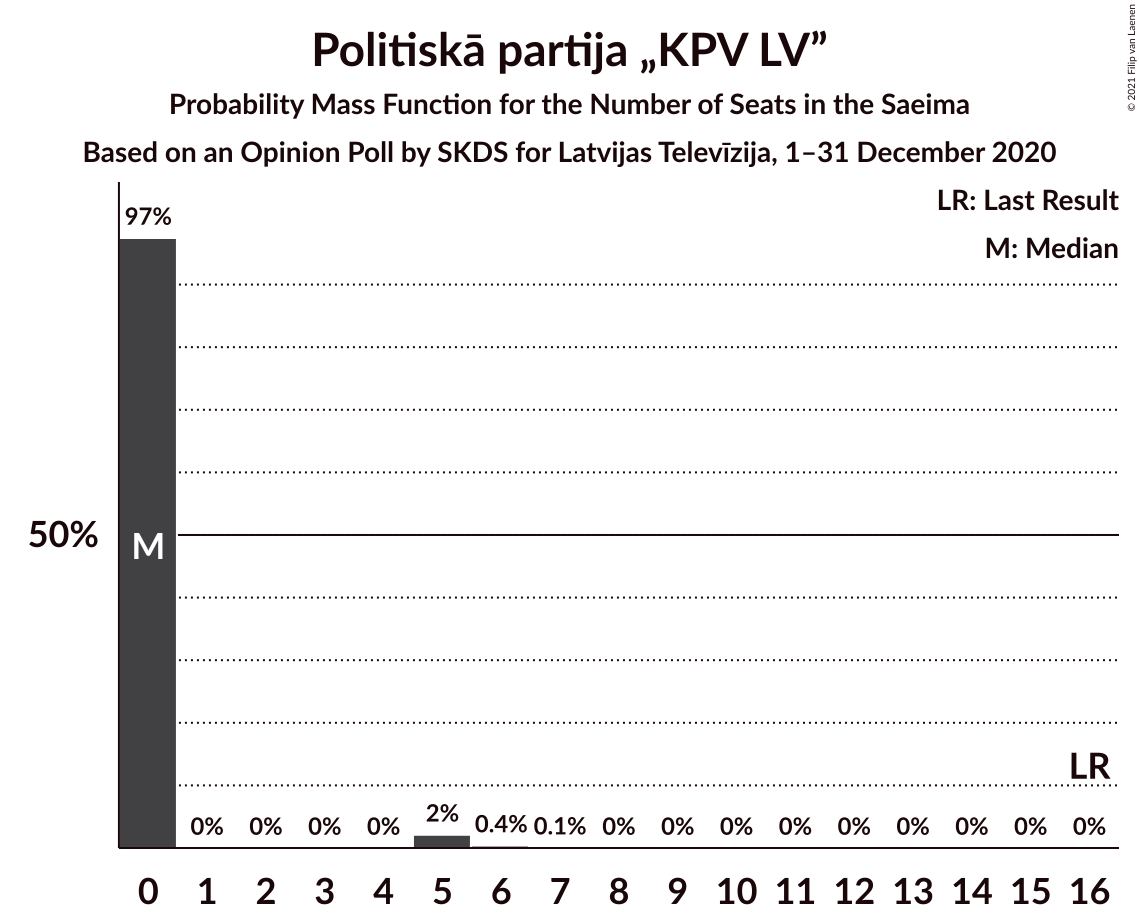 Politiskā partija „KPV LV”
Probability Mass Function for the Number of Seats in the Saeima
Based on an Opinion Poll by SKDS for Latvijas Televīzija, 1–31 December 2020
© 2021 Filip van Laenen
LR: Last Result
M: Median
97%
50%
M
LR
0% 0% 0% 0% 2% 0.4% 0.1% 0% 0% 0% 0% 0% 0% 0% 0% 0%
0 1 2 3 4 5 6 7 8 9 10 11 12 13 14 15 16